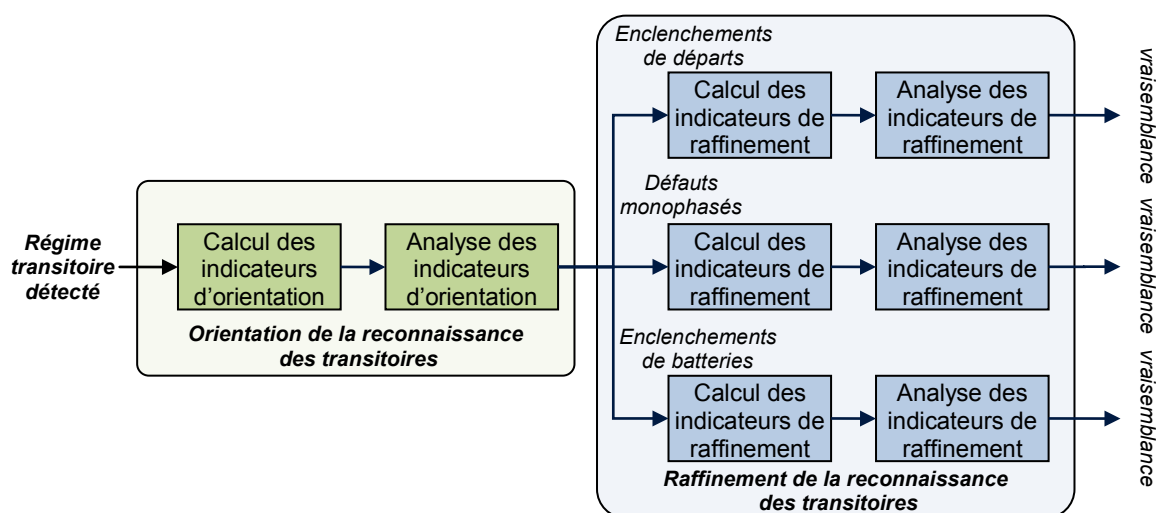 Régime
transitoire
détecté
Calcul des
indicateurs
d'orientation
Analyse des
indicateurs
d'orientation
Orientation de la reconnaissance
des transitoires
Enclenchements
de départs
Calcul des
indicateurs de
raffinement
Analyse des
indicateurs de
raffinement
vraisemblance
Défauts
monophasés
Calcul des
indicateurs de
raffinement
Analyse des
indicateurs de
raffinement
vraisemblance
Enclenchements
de batteries
Calcul des
indicateurs de
raffinement
Analyse des
indicateurs de
raffinement
vraisemblance
Raffinement de la reconnaissance
des transitoires